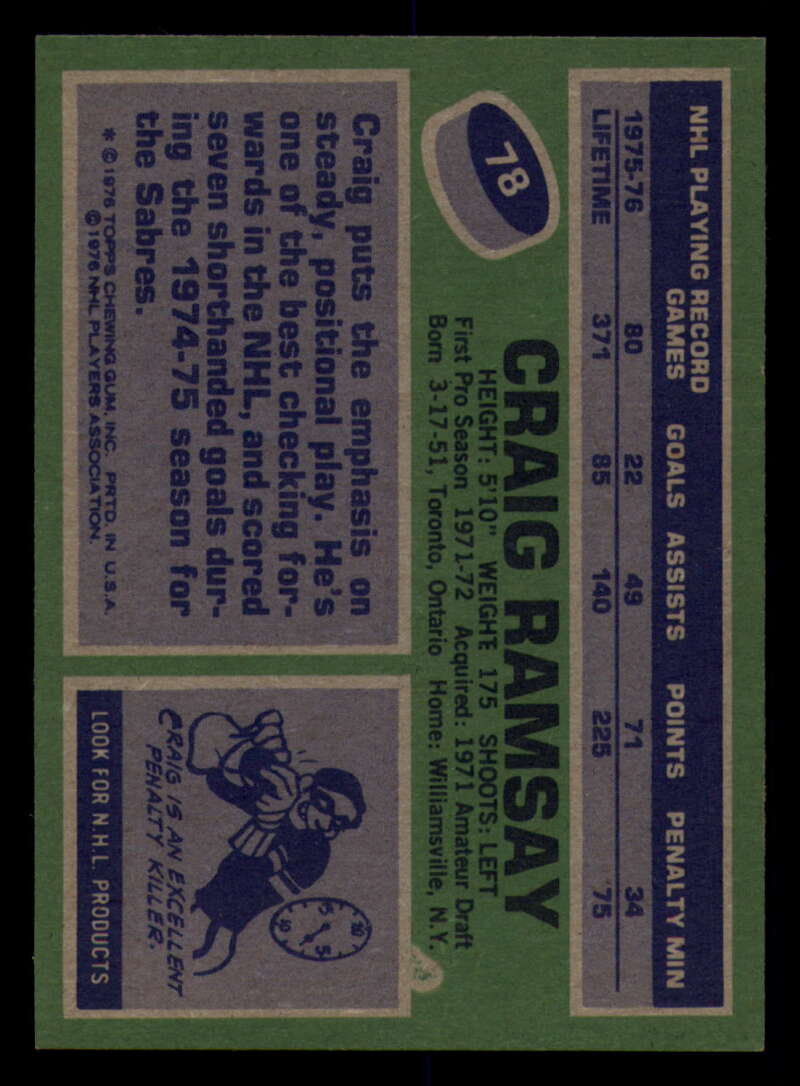 NHL PLAYING RECORD
GAMES GOALS ASSISTS POINTS PENALTY MIN
1975-76 80 22 49 71 34
LIFETIME 371 85 140 225 75
78
CRAIG RAMSAY
HEIGHT: 5'10" WEIGHE 175 SHOOTS: LEFT
First Pro Season 1971-72 Acquired: 1971 Amateur Draft
Born 3-17-51, Toronto, Ontario Home: Williamsville, N.Y.
Craig puts the emphasis on
steady, positional play. He's
one of the best checking for-
wards in the NHL, and scored
seven shorthanded goals dur-
ing the 1974-75 season for
the Sabres.
* © 1976 TOPPS CHEWING GUM, INC. PRTD. IN U.S.A.
© 1976 NHL PLAYERS ASSOCIATION.
10
5
5
10
CRAIG IS AN EXCELLENT
PENALTY KILLER.
LOOK FOR N.H.L. PRODUCTS